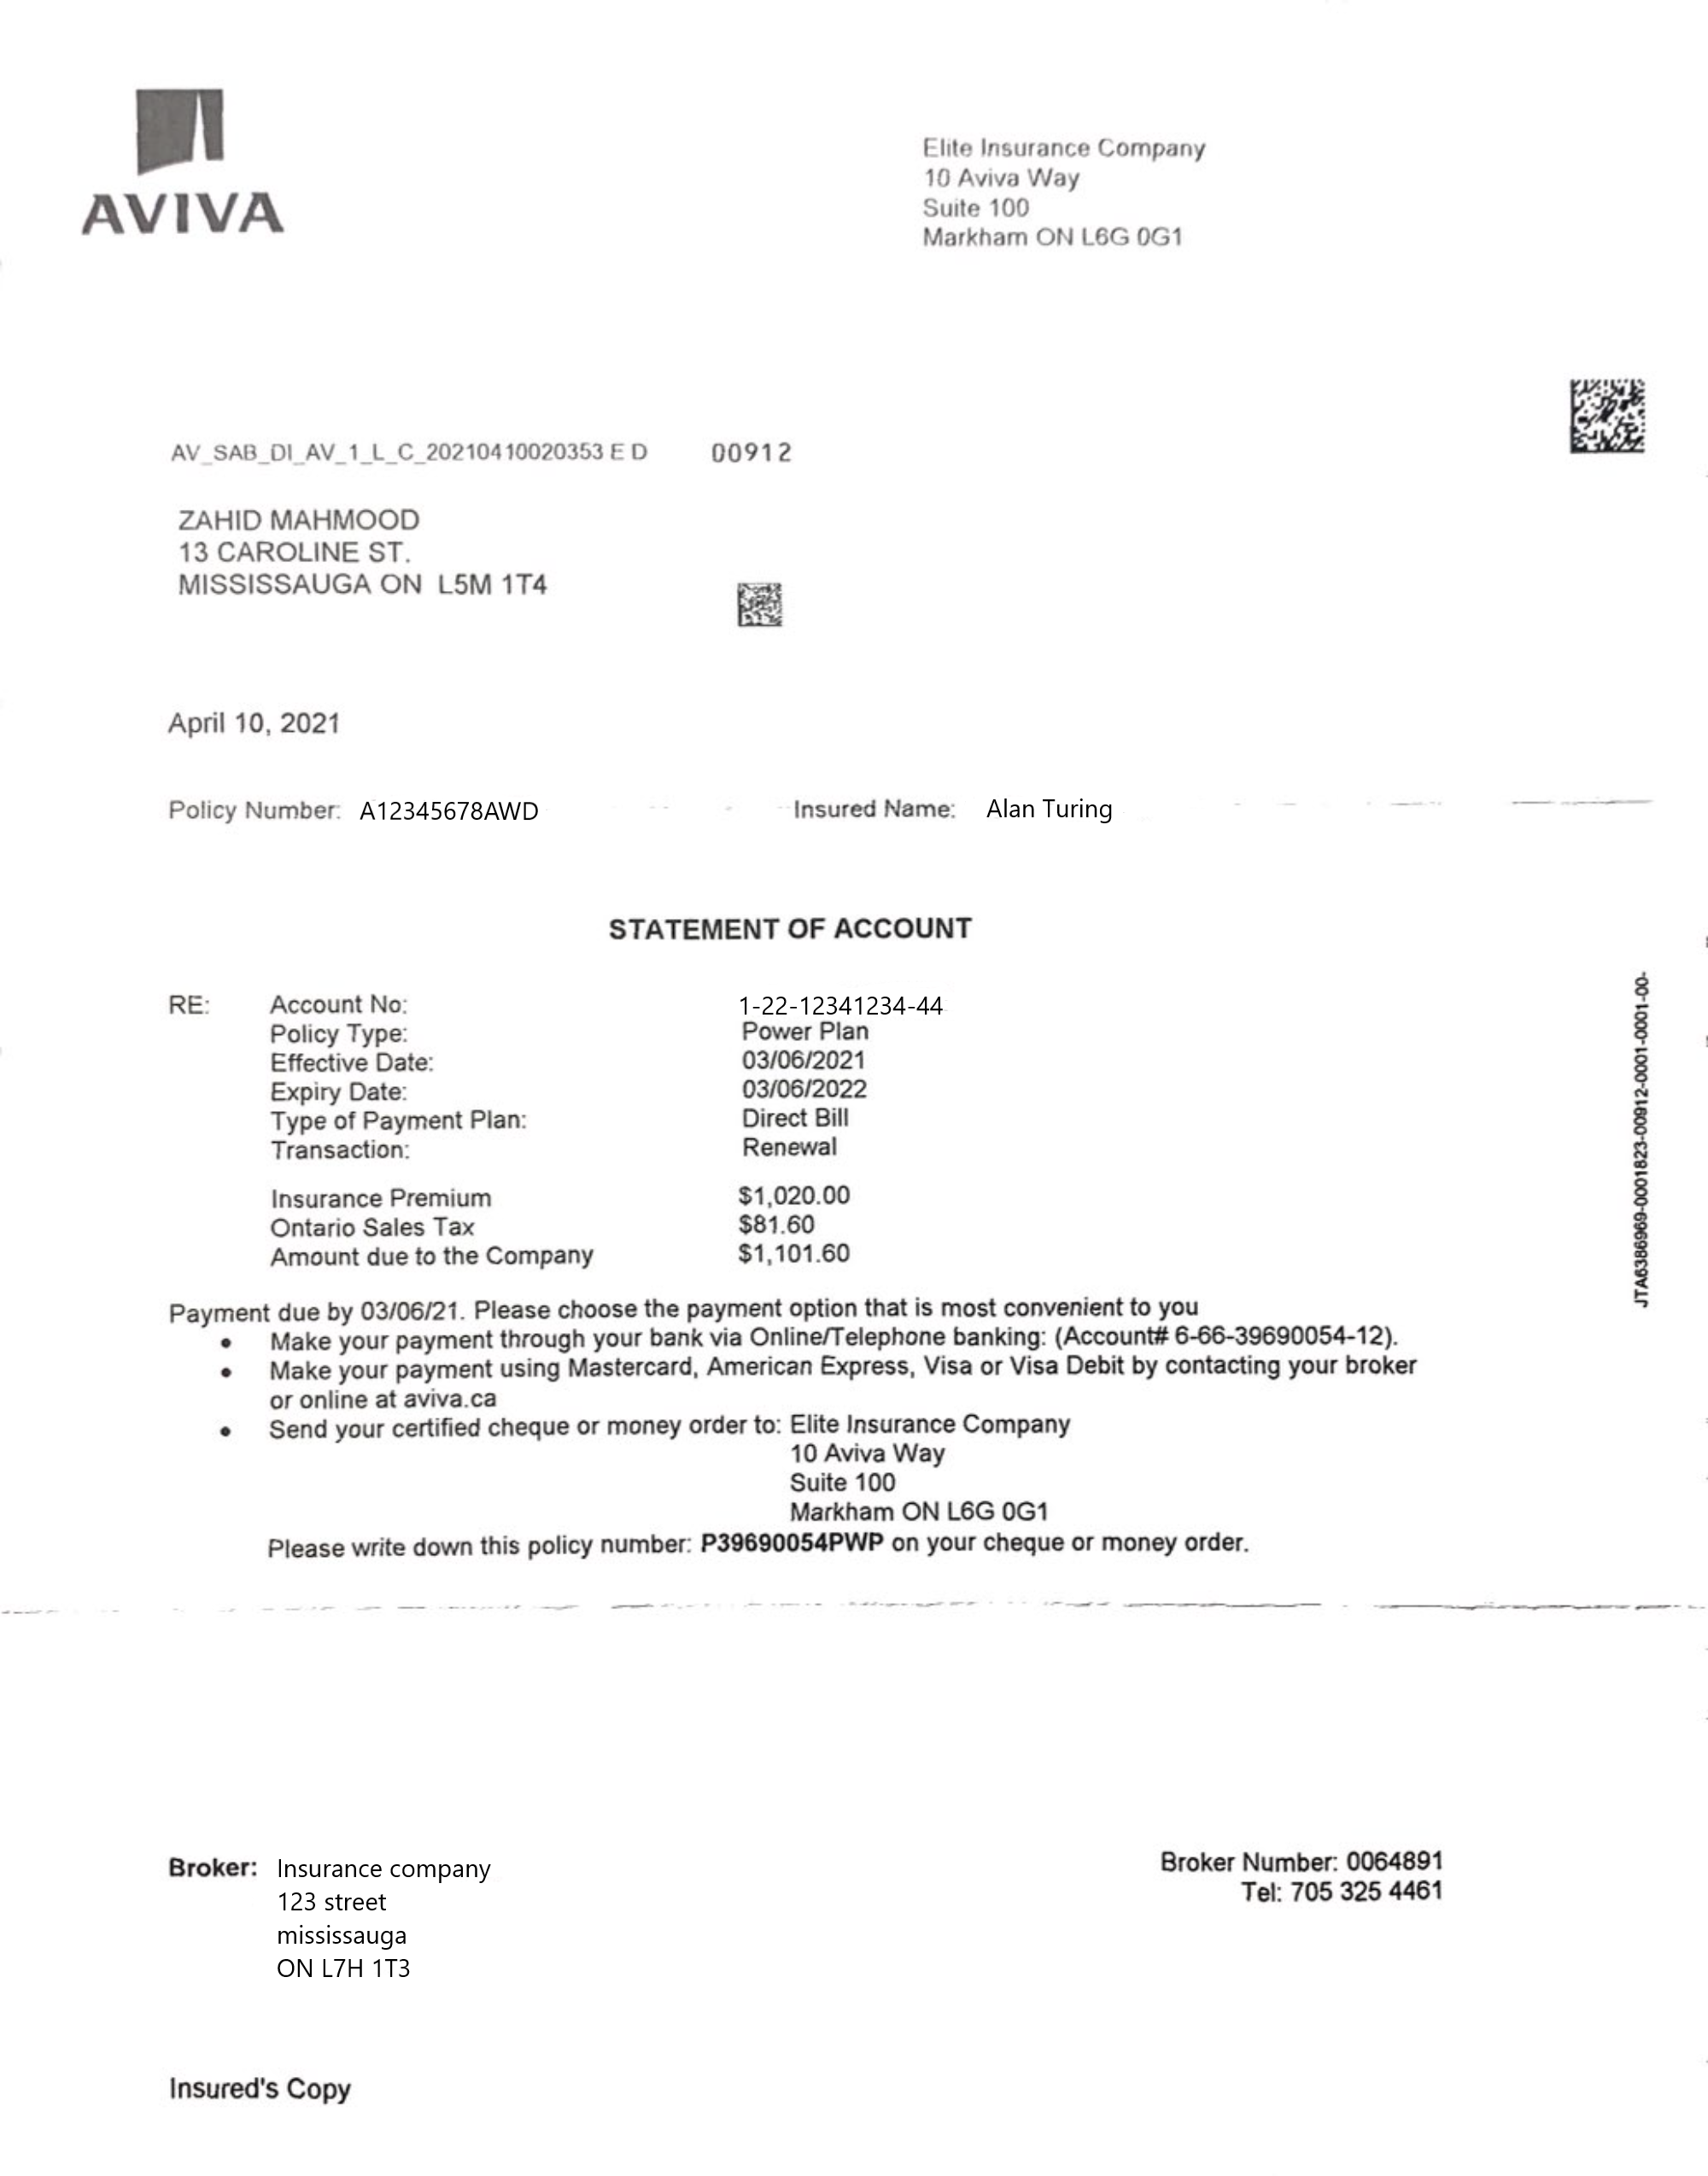 AVIVA
Elite Insurance Company
10 Aviva Way
Suite 100
Markham ON L6G 0G1
AV_SAB_DI_AV_1_L_C_20210410020353 E D 00912
ZAHID MAHMOOD
13 CAROLINE ST.
MISSISSAUGA ON L5M 1T4
April 10, 2021
Policy Number: A12345678AWD Insured Name: Alan Turing
STATEMENT OF ACCOUNT
RE: Account No: 1-22-12341234-44
Policy Type: Power Plan
Effective Date: 03/06/2021
Expiry Date: 03/06/2022
Type of Payment Plan: Direct Bill
Transaction: Renewal
Insurance Premium $1,020.00
Ontario Sales Tax $81.60
Amount due to the Company $1,101.60
Payment due by 03/06/21. Please choose the payment option that is most convenient to you
• Make your payment through your bank via Online/Telephone banking: (Account# 6-66-39690054-12).
• Make your payment using Mastercard, American Express, Visa or Visa Debit by contacting your broker
or online at aviva.ca
• Send your certified cheque or money order to: Elite Insurance Company
10 Aviva Way
Suite 100
Markham ON L6G 0G1
Please write down this policy number: P39690054PWP on your cheque or money order.
JTA6386969-0001823-00912-0001-0001-00-
Broker: Insurance company
123 street
mississauga
ON L7H 1T3
Broker Number: 0064891
Tel: 705 325 4461
Insured's Copy